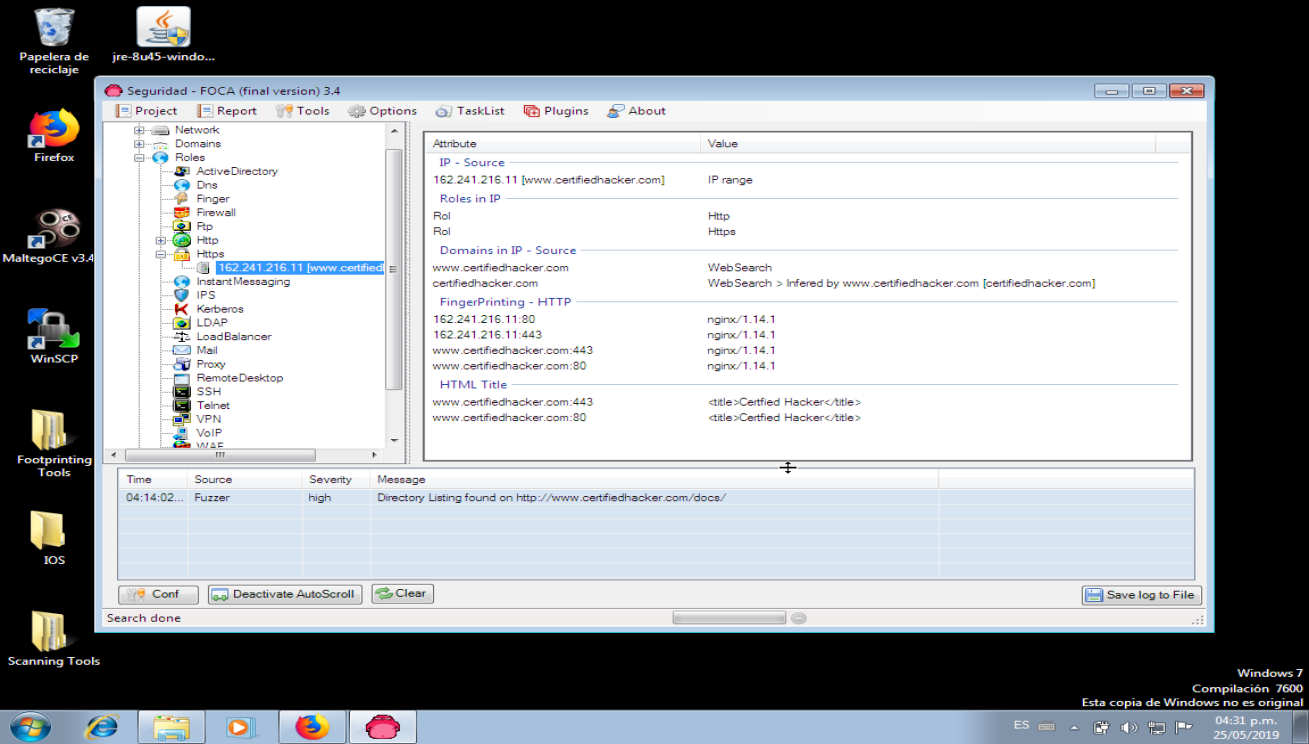 Papelera de
reciclaje
jre-8u45-windo...
Firefox
MaltegoCE v3.4
WinSCP
Footprinting
Tools
IOS
Scanning Tools
Seguridad - FOCA (final version) 3.4
Project Report Tools Options TaskList Plugins About
Network
Domains
Roles
ActiveDirectory
Dns
Finger
Firewall
Ftp
Http
Https
162.241.216.11 [www.certified
InstantMessaging
IPS
Kerberos
LDAP
LoadBalancer
Mail
Proxy
RemoteDesktop
SSH
Telnet
VPN
VoIP
WAF
Attribute Value
IP - Source
162.241.216.11 [www.certifiedhacker.com] IP range
Roles in IP
Rol Http
Rol Https
Domains in IP - Source
www.certifiedhacker.com WebSearch
certifiedhacker.com WebSearch > Infered by www.certifiedhacker.com [certifiedhacker.com]
FingerPrinting - HTTP
162.241.216.11:80 nginx/1.14.1
162.241.216.11:443 nginx/1.14.1
www.certifiedhacker.com:443 nginx/1.14.1
www.certifiedhacker.com:80 nginx/1.14.1
HTML Title
www.certifiedhacker.com:443 <title>Certfied Hacker</title>
www.certifiedhacker.com:80 <title>Certfied Hacker</title>
Time Source Severity Message
04:14:02... Fuzzer high Directory Listing found on http://www.certifiedhacker.com/docs/
Conf Deactivate AutoScroll Clear Save log to File
Search done
Windows 7
Compilación 7600
Esta copia de Windows no es original
ES
04:31 p.m.
25/05/2019